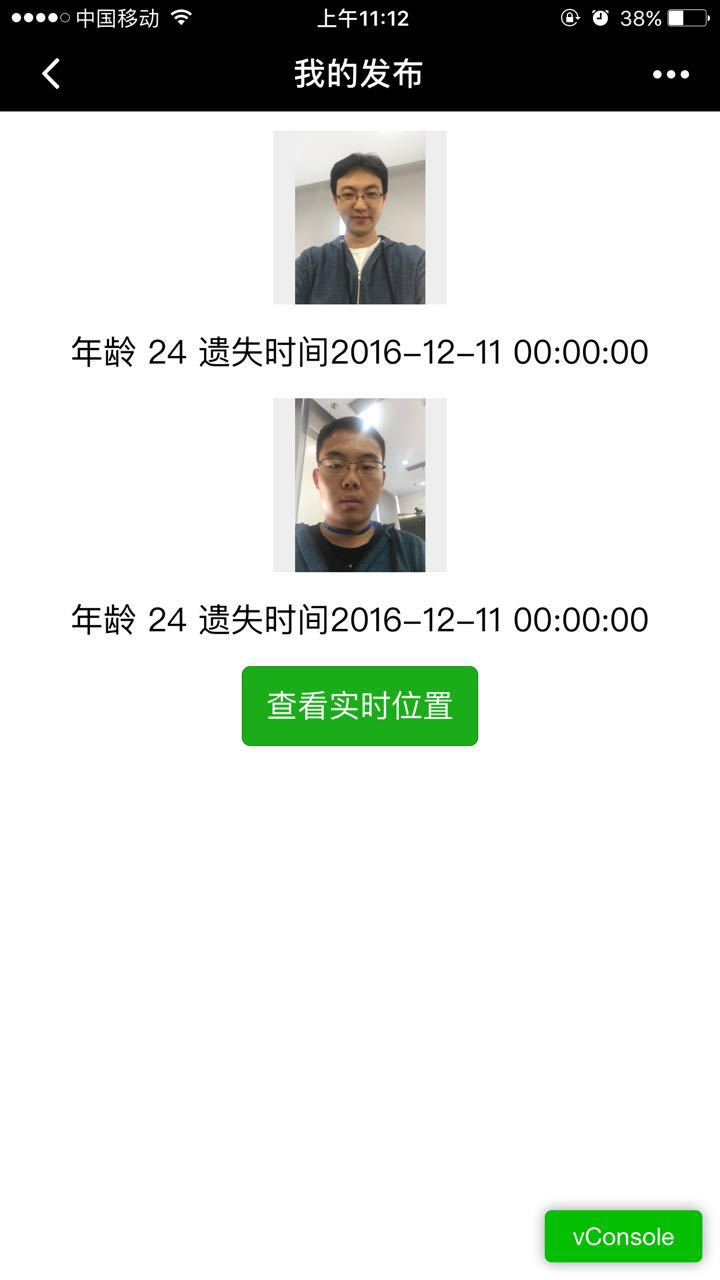 中国移动 上午11:12 38%
我的发布
年龄 24 遗失时间2016-12-11 00:00:00
年龄 24 遗失时间2016-12-11 00:00:00
查看实时位置
vConsole